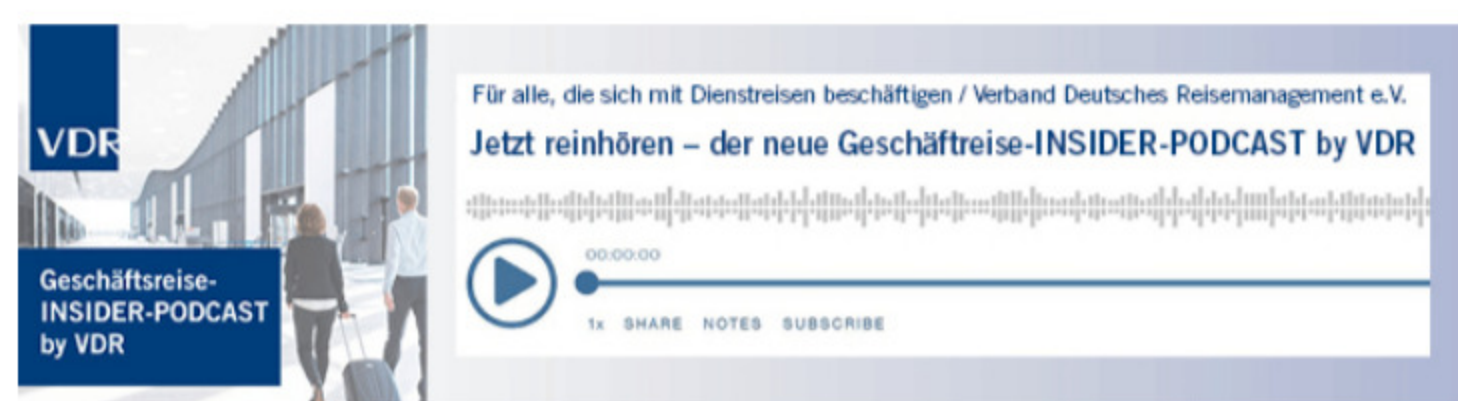 VDR
Geschäftsreise-
INSIDER-PODCAST
by VDR
Für alle, die sich mit Dienstreisen beschäftigen / Verband Deutsches Reisemanagement e.V.
Jetzt reinhören – der neue Geschäftreise-INSIDER-PODCAST by VDR
00:00:00
1x SHARE NOTES SUBSCRIBE